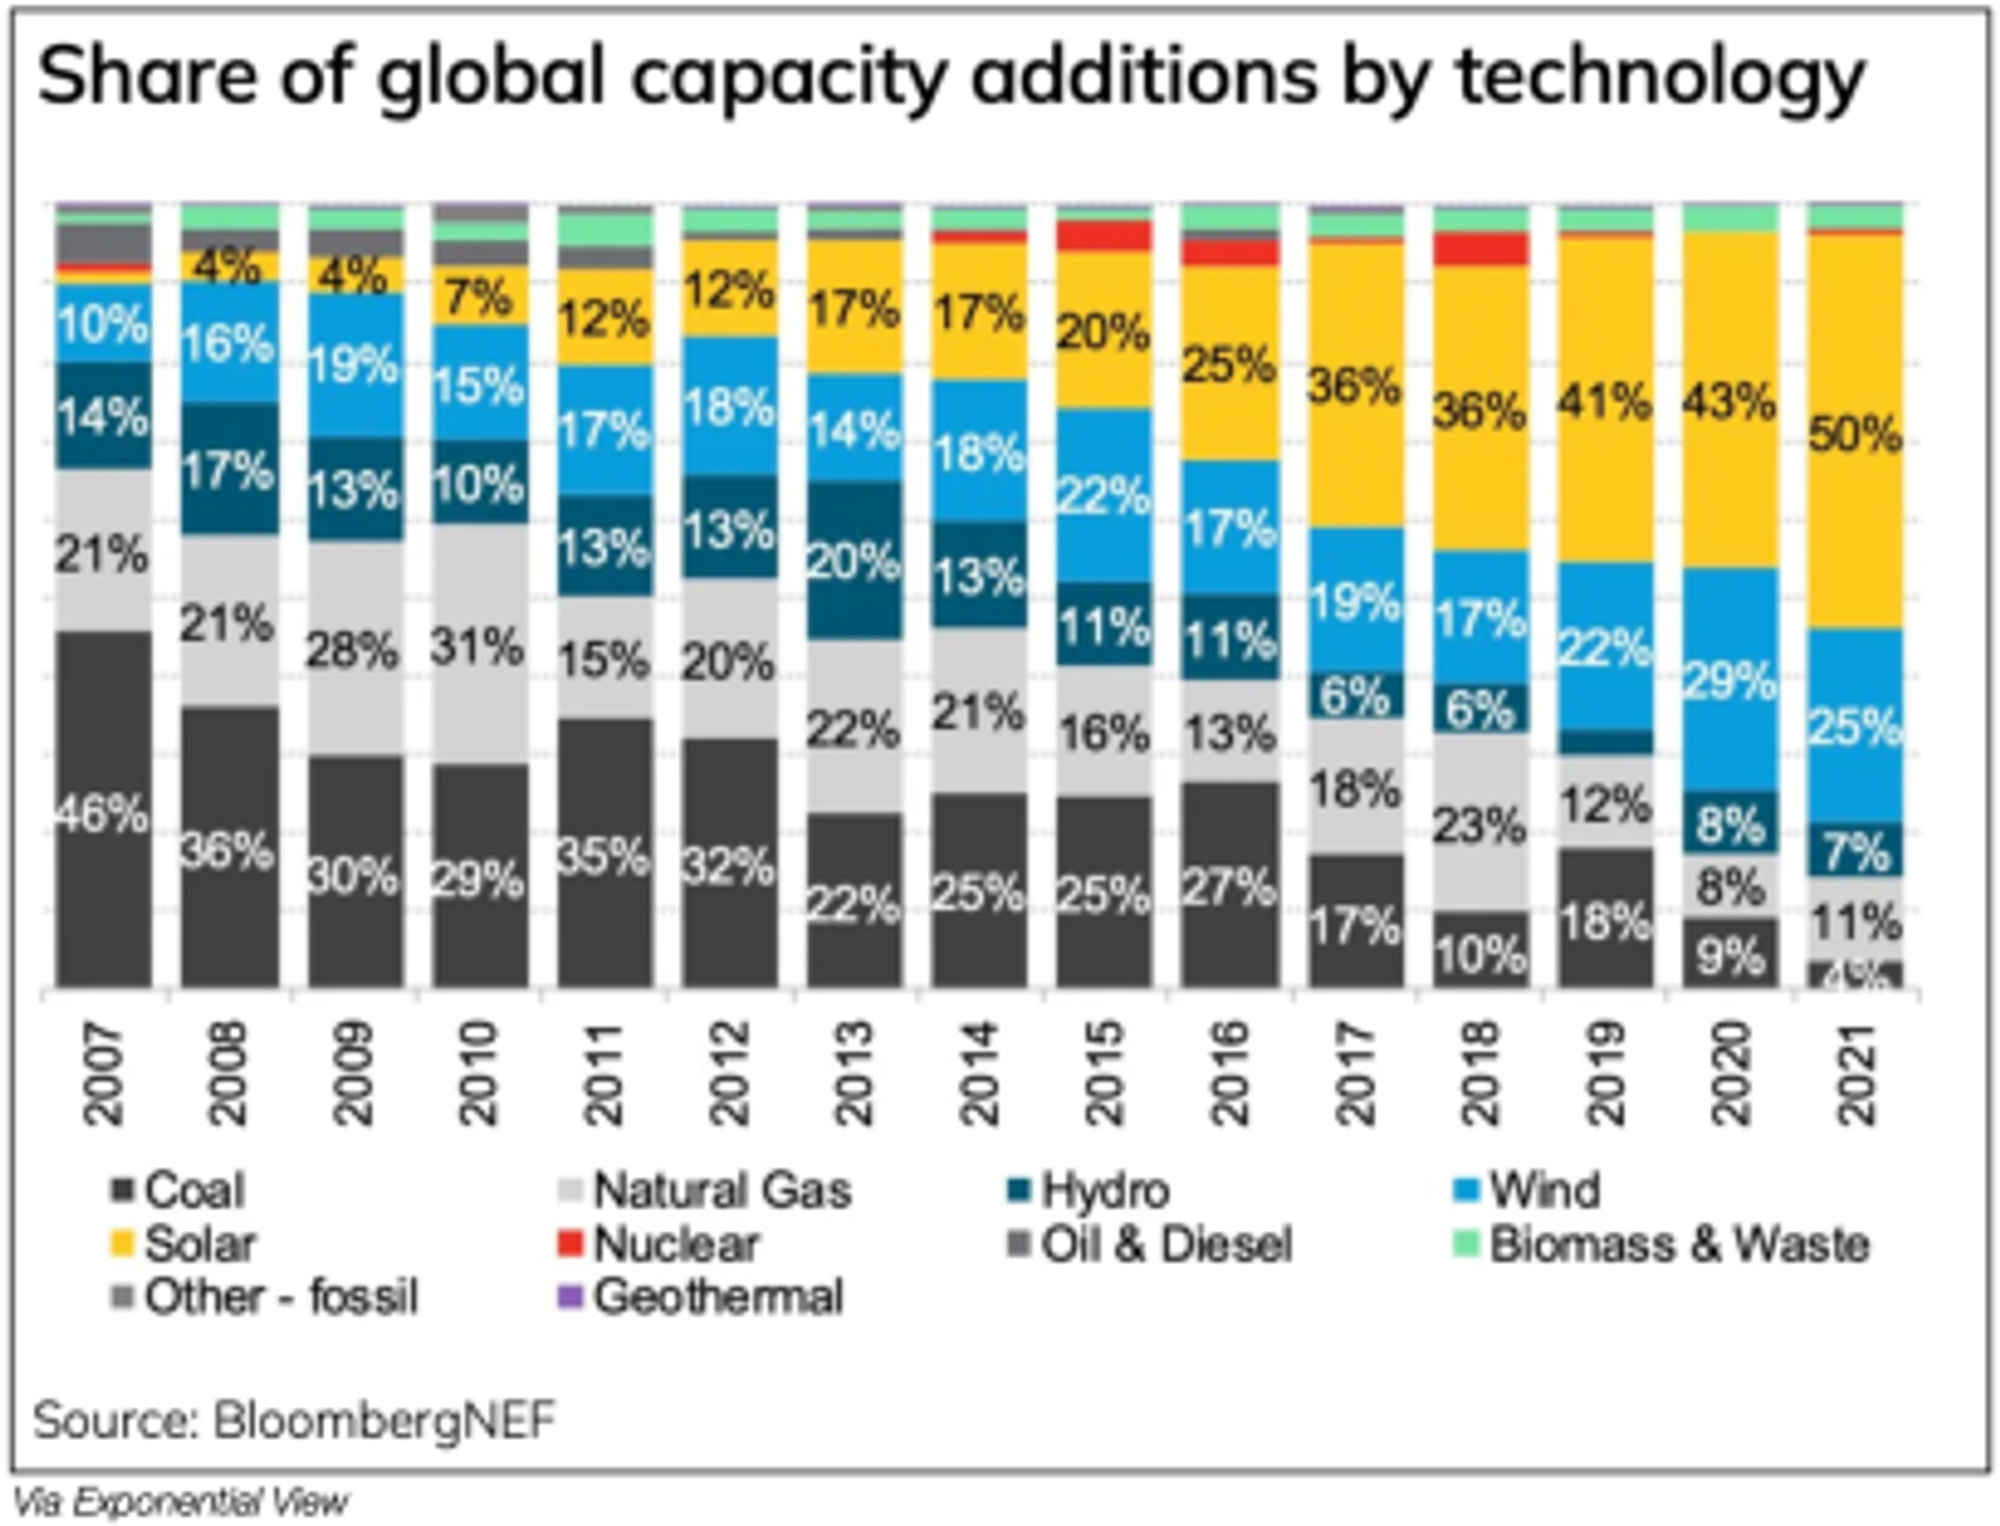 Share of global capacity additions by technology
4% 4% 7% 12% 12% 17% 17% 20% 25% 36% 36% 41% 43% 50%
10% 16% 19% 15% 17% 18% 14% 18% 22% 17% 19% 17% 22% 29% 25%
14% 17% 13% 10% 13% 13% 20% 13% 11% 11% 6% 6% 8% 7%
21% 21% 28% 31% 15% 20% 22% 21% 16% 13% 18% 23% 12% 8% 11%
46% 36% 30% 29% 35% 32% 22% 25% 25% 27% 17% 10% 18% 9% 4%
2007 2008 2009 2010 2011 2012 2013 2014 2015 2016 2017 2018 2019 2020 2021
Coal Natural Gas Hydro Wind
Solar Nuclear Oil & Diesel Biomass & Waste
Other - fossil Geothermal
Source: BloombergNEF
Via Exponential View